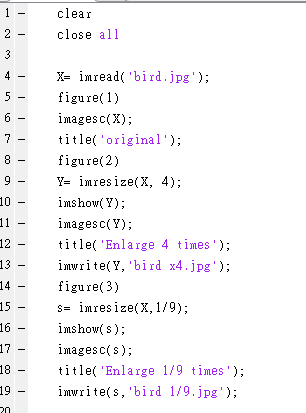 1 - clear
2 - close all
3
4 - X= imread('bird.jpg');
5 - figure(1)
6 - imagesc(X);
7 - title('original');
8 - figure(2)
9 - Y= imresize(X, 4);
10 - imshow(Y);
11 - imagesc(Y);
12 - title('Enlarge 4 times');
13 - imwrite(Y,'bird x4.jpg');
14 - figure(3)
15 - s= imresize(X,1/9);
16 - imshow(s);
17 - imagesc(s);
18 - title('Enlarge 1/9 times');
19 - imwrite(s,'bird 1/9.jpg');